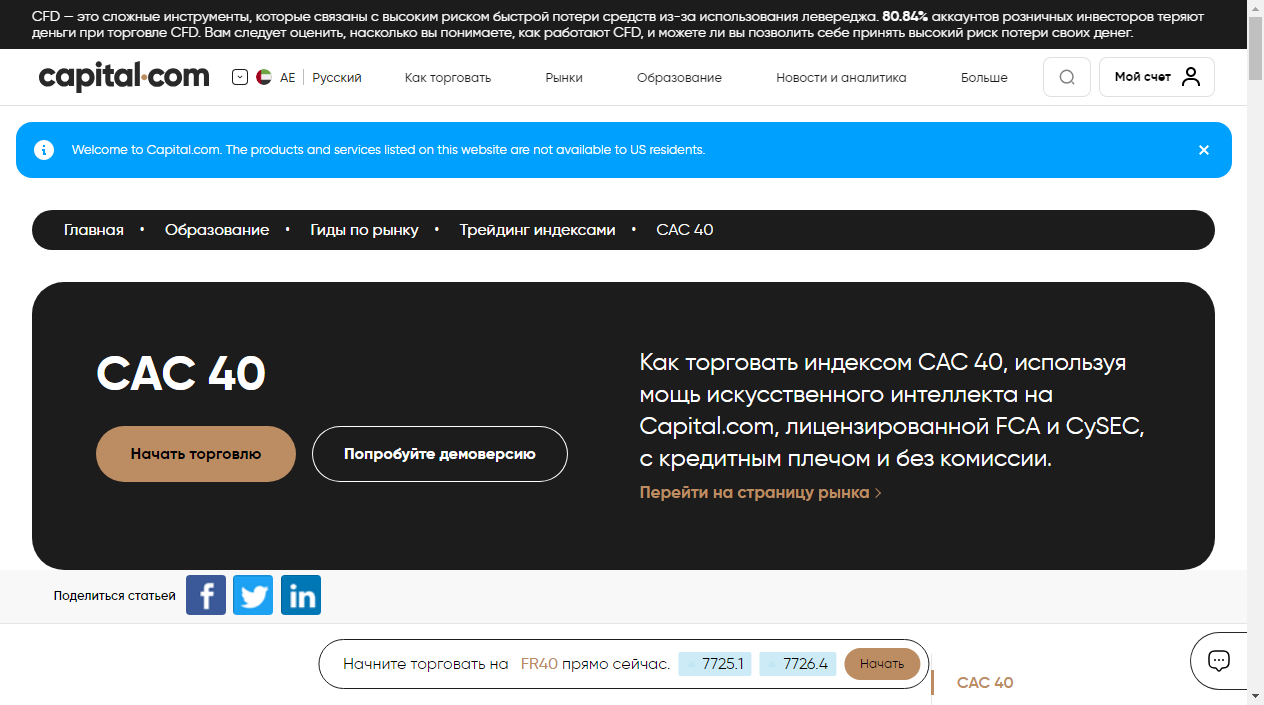 CFD — это сложные инструменты, которые связаны с высоким риском быстрой потери средств из-за использования левереджа. 80.84% аккаунтов розничных инвесторов теряют
деньги при торговле CFD. Вам следует оценить, насколько вы понимаете, как работают CFD, и можете ли вы позволить себе принять высокий риск потери своих денег.
capital.com AE Русский Как торговать Рынки Образование Новости и аналитика Больше Мой счет
Welcome to Capital.com. The products and services listed on this website are not available to US residents.
Главная • Образование • Гиды по рынку • Трейдинг индексами • CAC 40
CAC 40
Начать торговлю Попробуйте демоверсию
Как торговать индексом CAC 40, используя
мощь искусственного интеллекта на
Capital.com, лицензированной FCA и CySEC,
с кредитным плечом и без комиссии.
Перейти на страницу рынка
Поделиться статьей
Начните торговать на FR40 прямо сейчас. 7725.1 7726.4 Начать
CAC 40